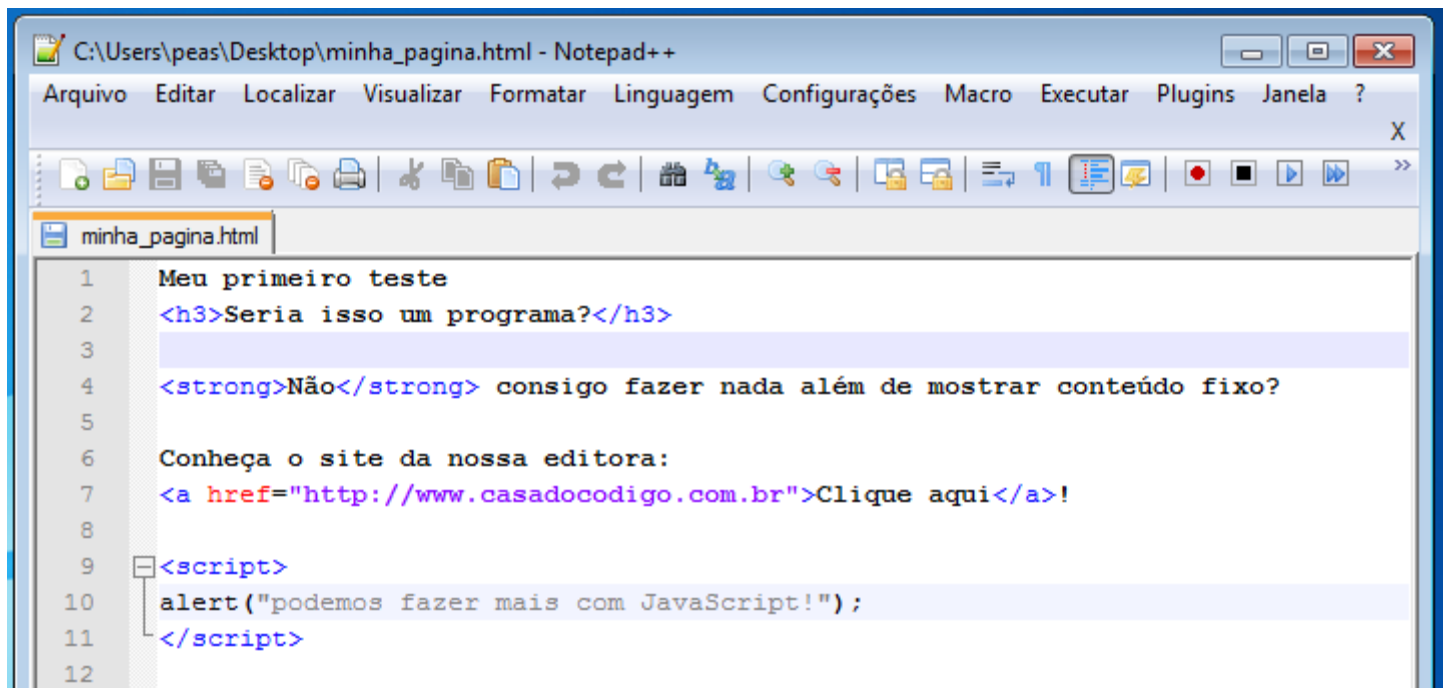 C:\Users\peas\Desktop\minha_pagina.html - Notepad++
Arquivo Editar Localizar Visualizar Formatar Linguagem Configurações Macro Executar Plugins Janela ?
X
minha_pagina.html
1 Meu primeiro teste
2 <h3>Seria isso um programa?</h3>
3
4 <strong>Não</strong> consigo fazer nada além de mostrar conteúdo fixo?
5
6 Conheça o site da nossa editora:
7 <a href="http://www.casadocodigo.com.br">Clique aqui</a>!
8
9 <script>
10 alert("podemos fazer mais com JavaScript!");
11 </script>
12